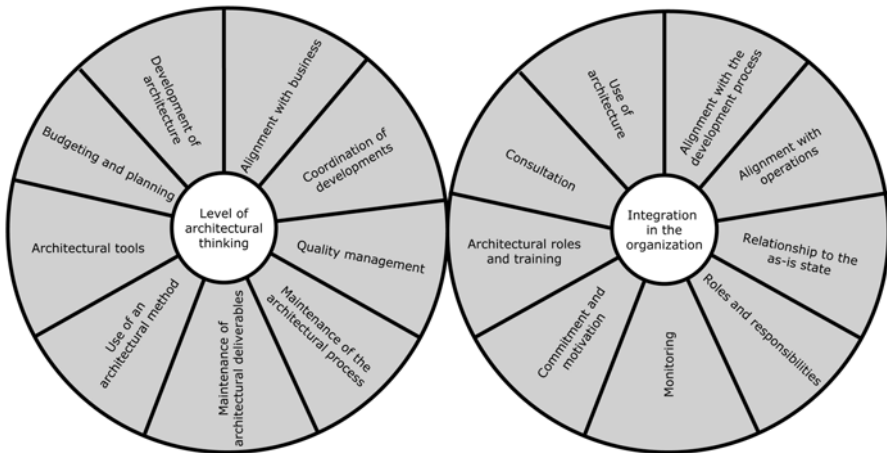 Level of
architectural
thinking
Alignment with business
Coordination of
developments
Quality management
Maintenance of the
architectural process
Maintenance of
architectural deliverables
Use of an
architectural method
Architectural tools
Budgeting and planning
Development of
architecture
Integration
in the
organization
Alignment with the
development process
Alignment with
operations
Relationship to the
as-is state
Roles and responsibilities
Monitoring
Commitment and
motivation
Architectural roles
and training
Consultation
Use of
architecture